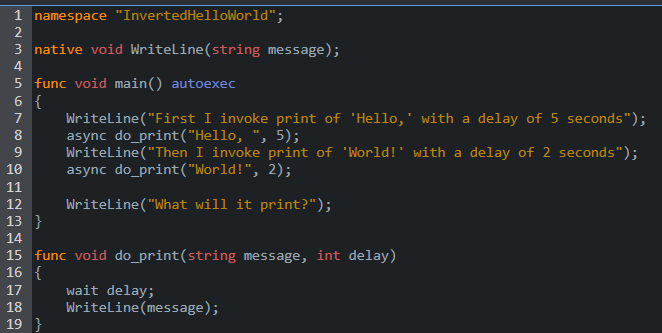 1 namespace "InvertedHelloWorld";
2
3 native void WriteLine(string message);
4
5 func void main() autoexec
6 {
7     WriteLine("First I invoke print of 'Hello,' with a delay of 5 seconds");
8     async do_print("Hello, ", 5);
9     WriteLine("Then I invoke print of 'World!' with a delay of 2 seconds");
10     async do_print("World!", 2);
11
12     WriteLine("What will it print?");
13 }
14
15 func void do_print(string message, int delay)
16 {
17     wait delay;
18     WriteLine(message);
19 }